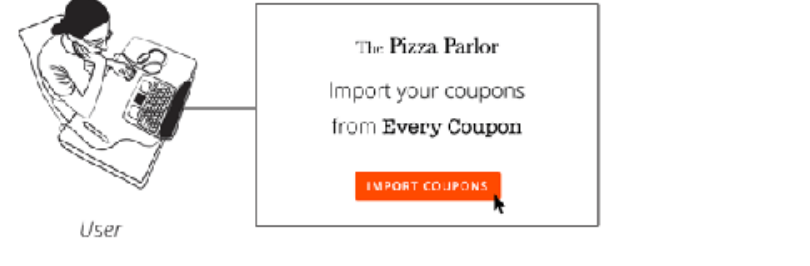 The Pizza Parlor
Import your coupons
from Every Coupon
IMPORT COUPONS
User